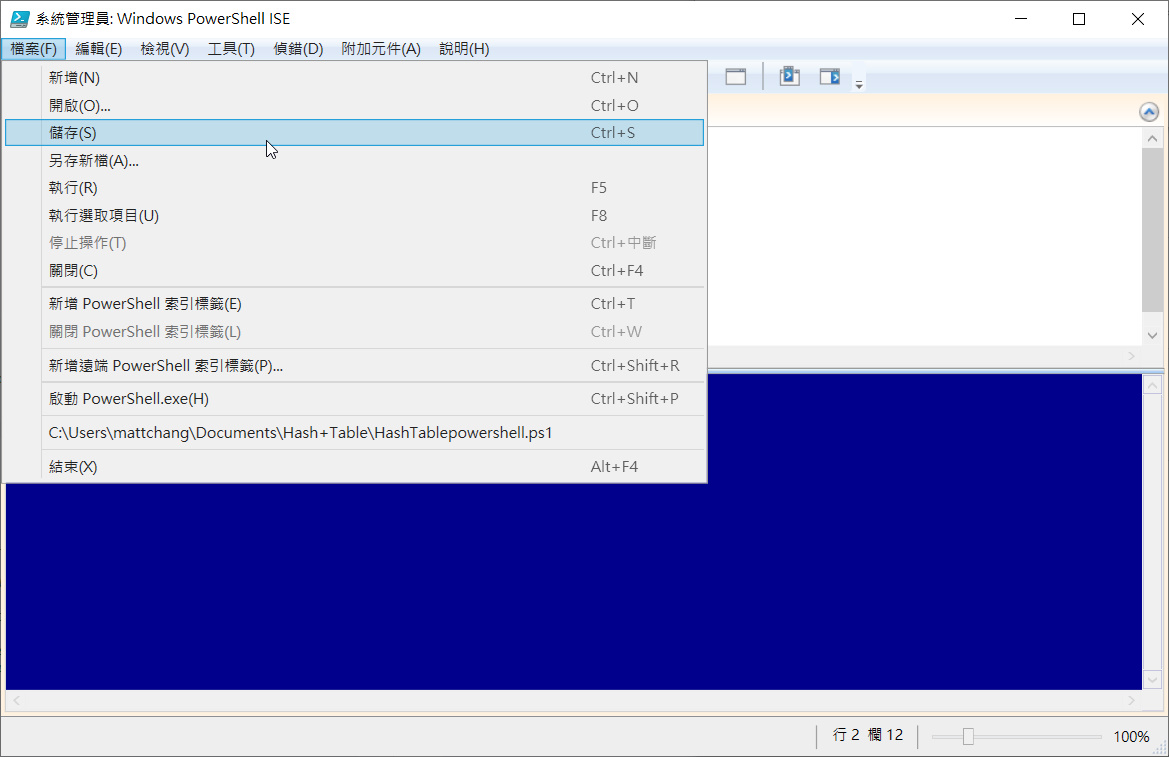 系統管理員: Windows PowerShell ISE
檔案(F) 編輯(E) 檢視(V) 工具(T) 偵錯(D) 附加元件(A) 說明(H)
新增(N) Ctrl+N
開啟(O)... Ctrl+O
儲存(S) Ctrl+S
另存新檔(A)...
執行(R) F5
執行選取項目(U) F8
停止操作(T) Ctrl+中斷
關閉(C) Ctrl+F4
新增 PowerShell 索引標籤(E) Ctrl+T
關閉 PowerShell 索引標籤(L) Ctrl+W
新增遠端 PowerShell 索引標籤(P)... Ctrl+Shift+R
啟動 PowerShell.exe(H) Ctrl+Shift+P
C:\Users\mattchang\Documents\Hash+Table\HashTablepowershell.ps1
結束(X) Alt+F4
行 2 欄 12 100%